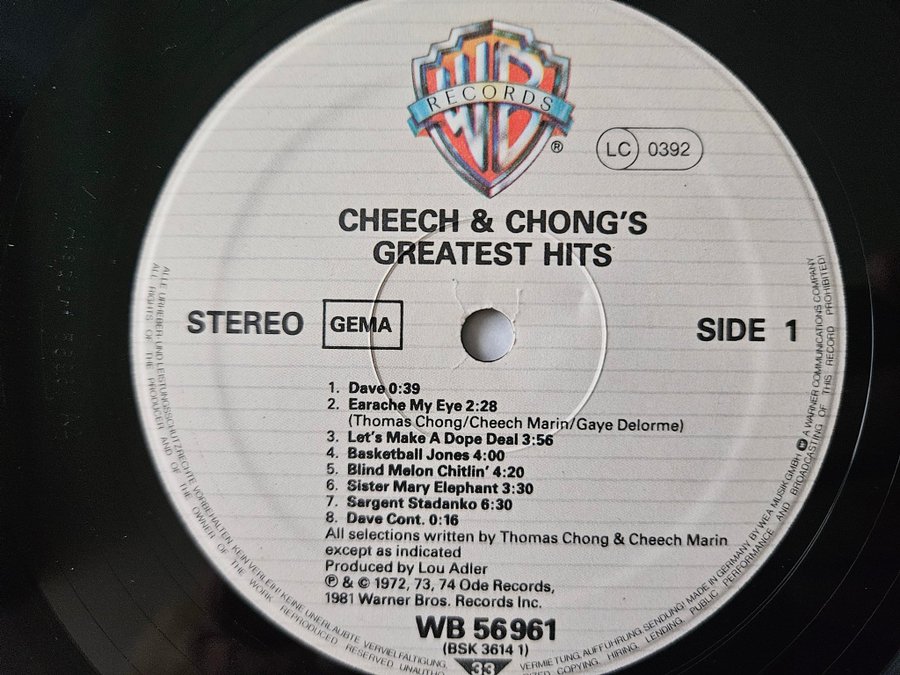 WB
RECORDS
®
LC 0392
CHEECH & CHONG'S
GREATEST HITS
STEREO GEMA SIDE 1
1. Dave 0:39
2. Earache My Eye 2:28
(Thomas Chong/Cheech Marin/Gaye Delorme)
3. Let's Make A Dope Deal 3:56
4. Basketball Jones 4:00
5. Blind Melon Chitlin' 4:20
6. Sister Mary Elephant 3:30
7. Sargent Stadanko 6:30
8. Dave Cont. 0:16
All selections written by Thomas Chong & Cheech Marin
except as indicated
Produced by Lou Adler
℗ & © 1972, 73, 74 Ode Records,
1981 Warner Bros. Records Inc.
WB 56 961
(BSK 3614 1)
33
ALLE URHEBER- UND LEISTUNGSSCHUTZRECHTE VORBEHALTEN. KEIN VERLEIH! KEINE UNERLAUBTE VERVIELFÄLTIGUNG, VERMIETUNG, AUFFÜHRUNG, SENDUNG! MADE IN GERMANY BY WEA MUSIK GMBH A WARNER COMMUNICATIONS COMPANY
ALL RIGHTS OF THE PRODUCER AND OF THE OWNER OF THE WORK REPRODUCED RESERVED. COPYING, HIRING, LENDING, PUBLIC PERFORMANCE AND BROADCASTING OF THIS RECORD PROHIBITED!